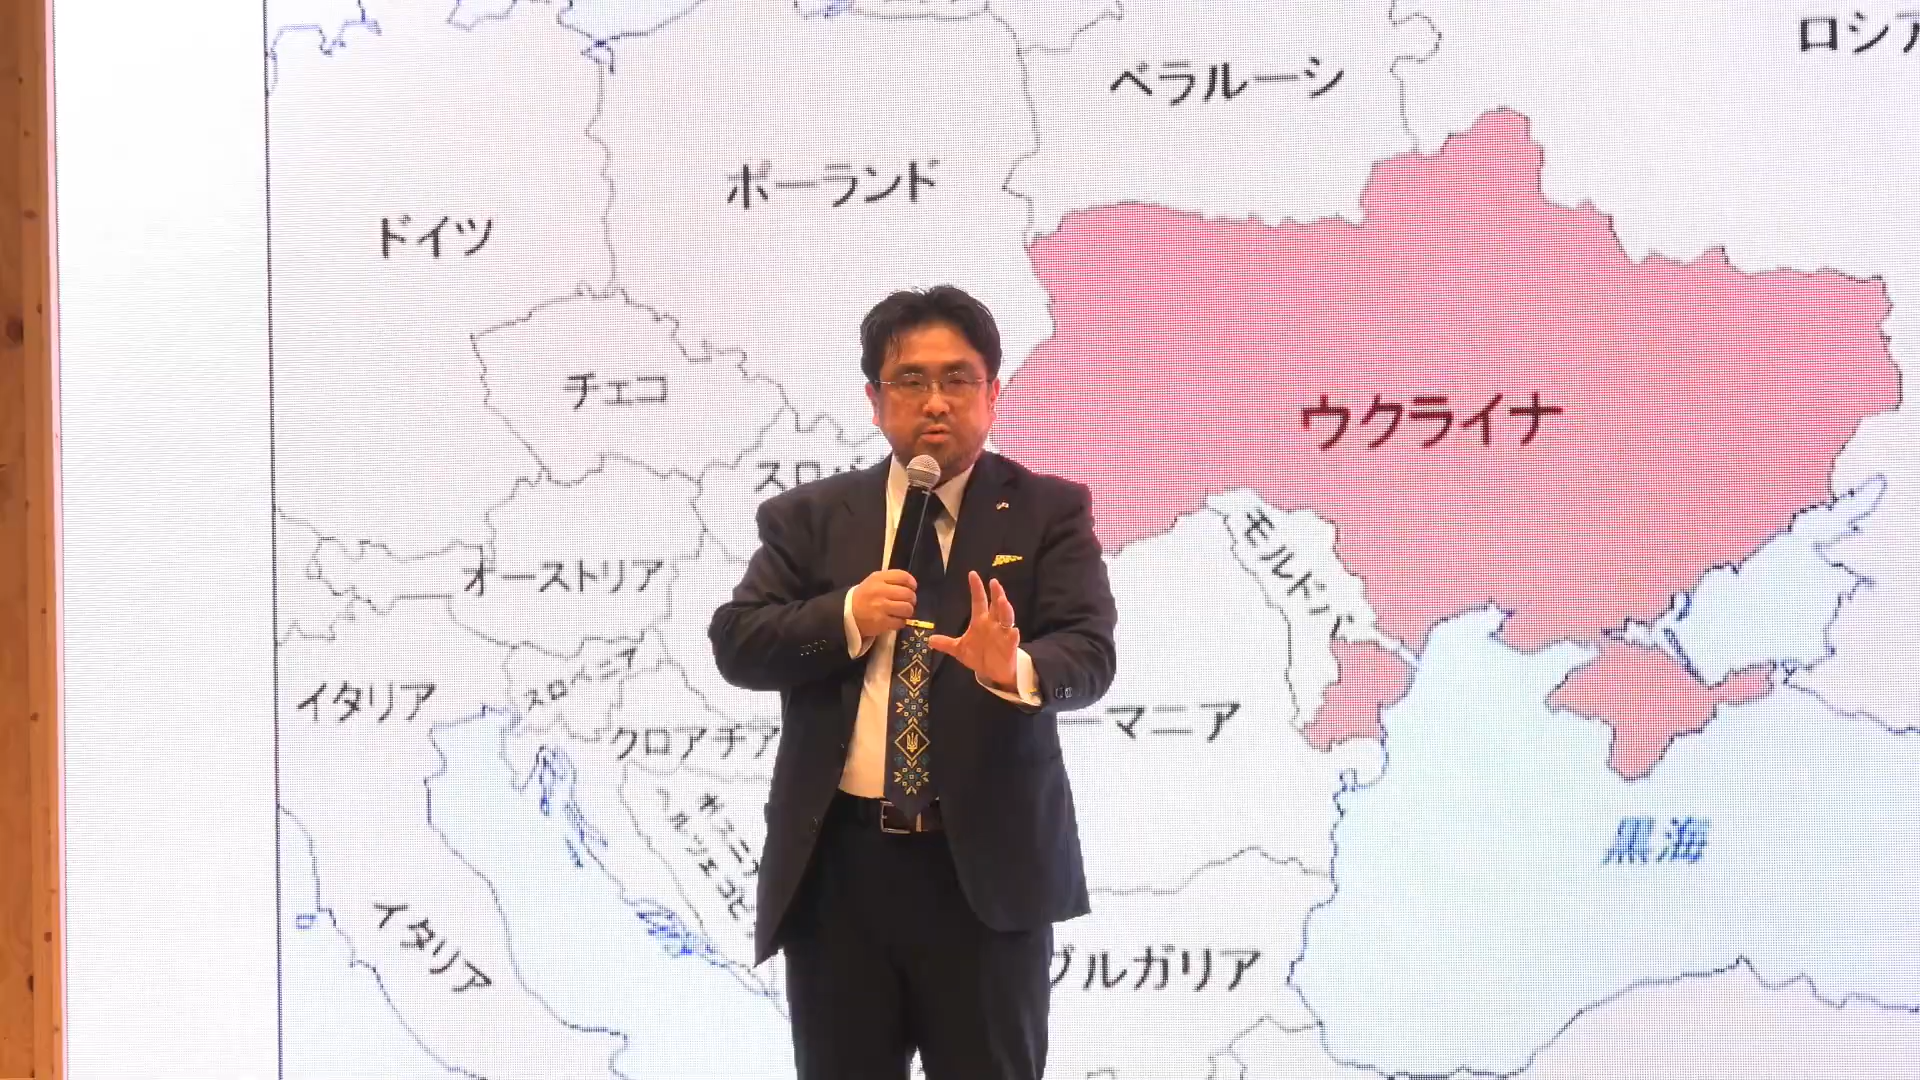 ロシア
ベラルーシ
ポーランド
ドイツ
チェコ
ウクライナ
モルドバ
オーストリア
スロベニア
イタリア
クロアチア
ーマニア
黒海
イタリア
ブルガリア